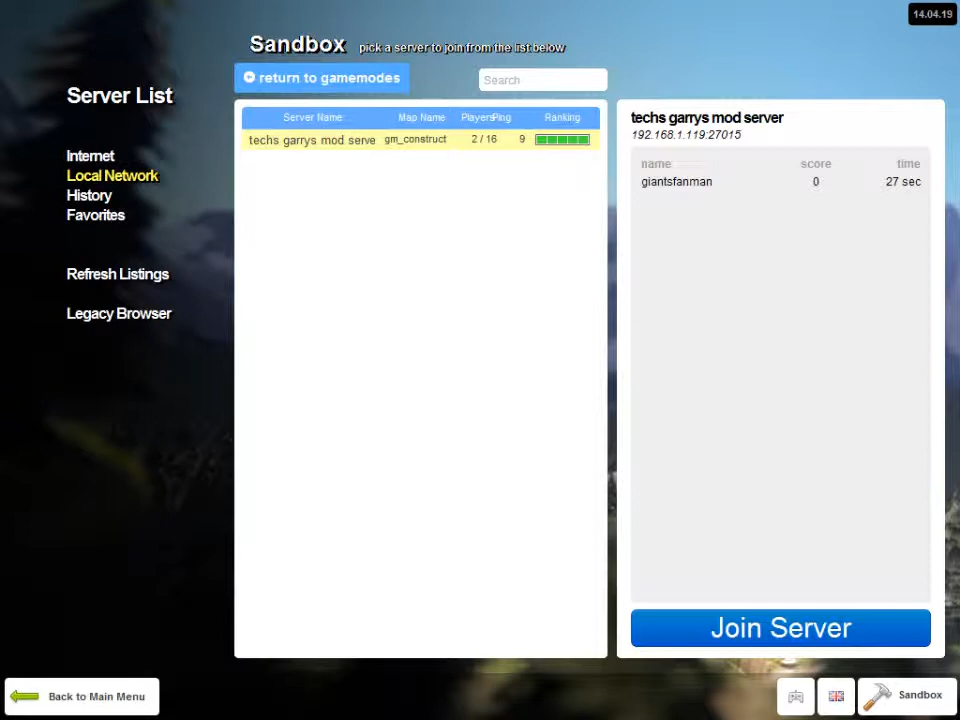 14.04.19
Sandbox pick a server to join from the list below
return to gamemodes
Search
Server List
Internet
Local Network
History
Favorites
Refresh Listings
Legacy Browser
Server Name Map Name Players Ping Ranking
techs garrys mod serve gm_construct 2 / 16 9
techs garrys mod server
192.168.1.119:27015
name score time
giantsfanman 0 27 sec
Join Server
Back to Main Menu
Sandbox